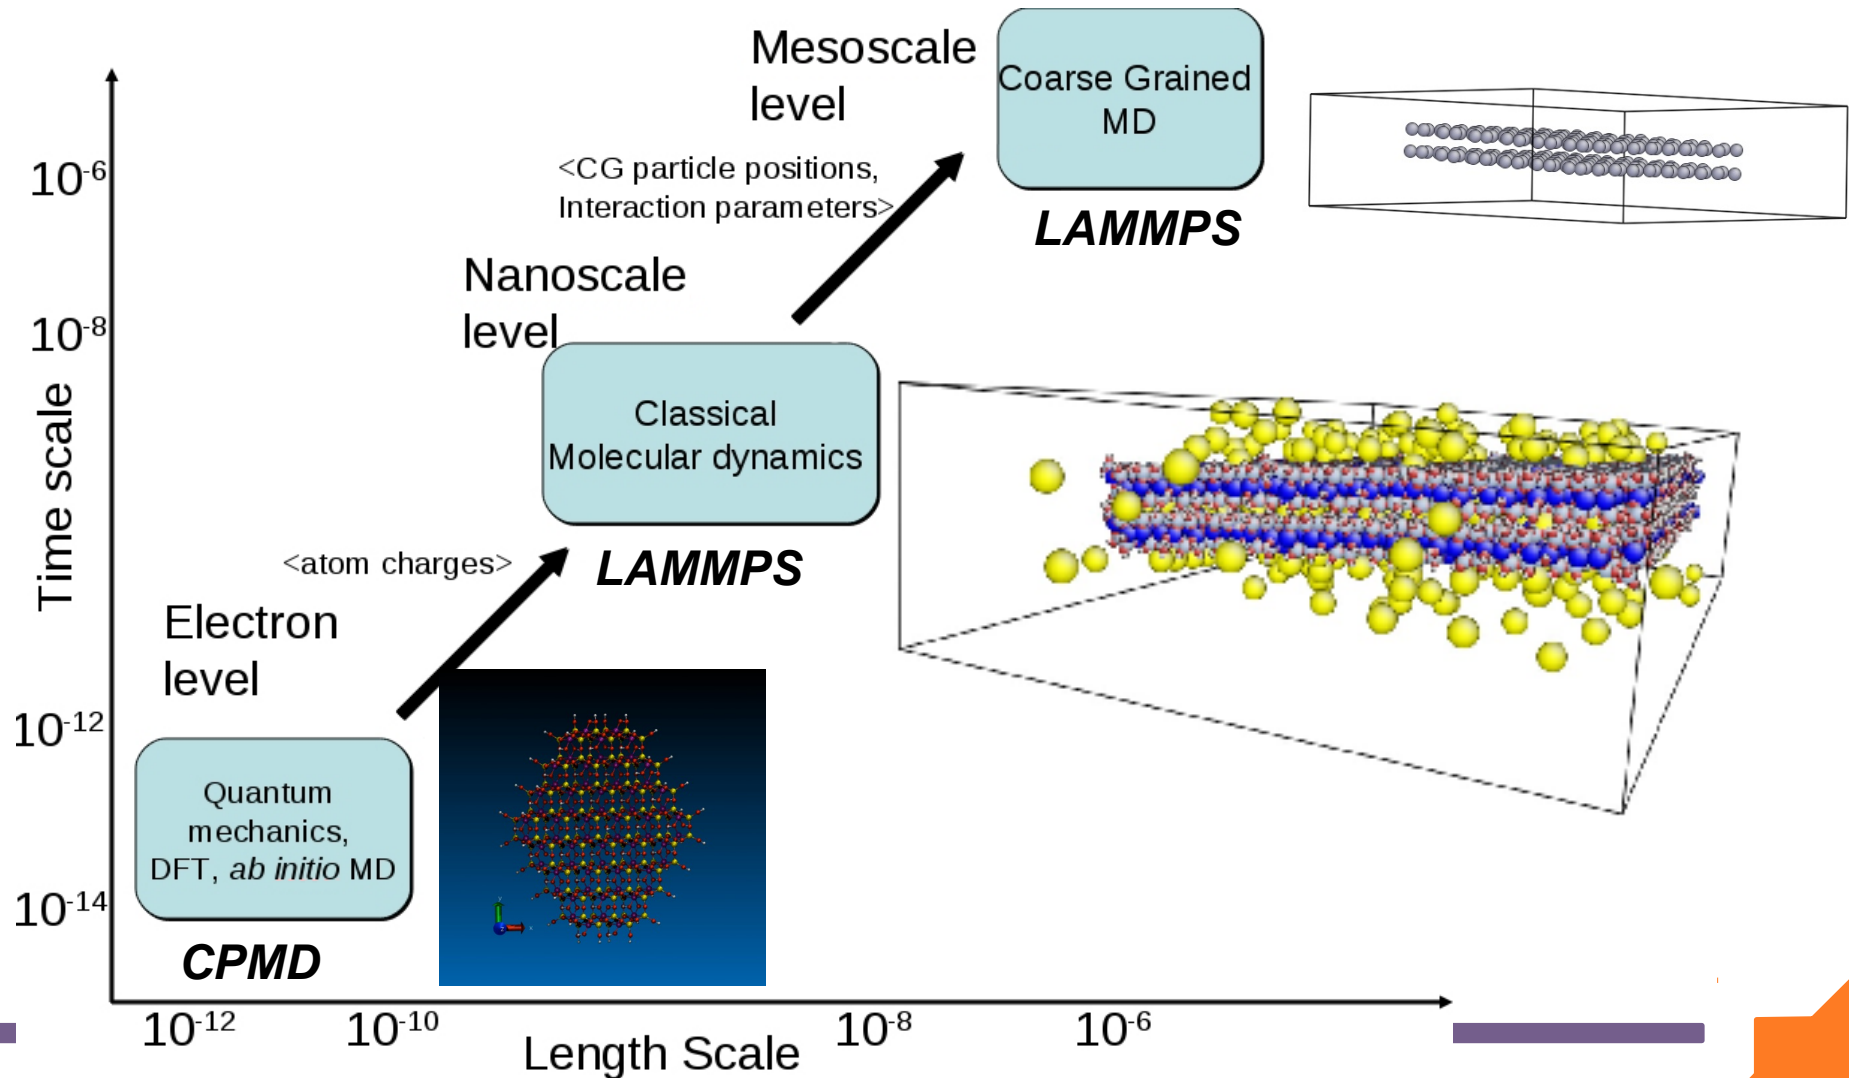 Mesoscale
level
Coarse Grained
MD
LAMMPS
<CG particle positions,
Interaction parameters>
Nanoscale
level
Classical
Molecular dynamics
LAMMPS
<atom charges>
Electron
level
Quantum
mechanics,
DFT, ab initio MD
CPMD
Time scale
10-6
10-8
10-12
10-14
10-12
10-10
10-8
10-6
Length Scale